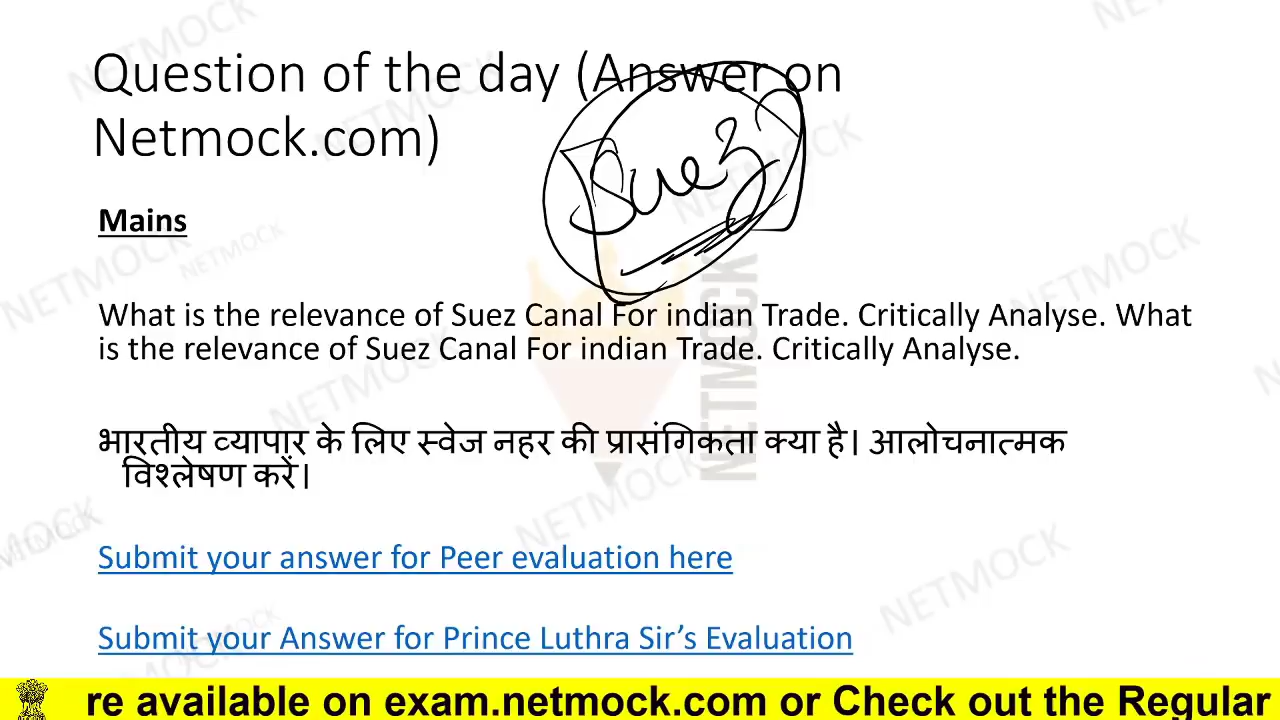 Question of the day (Answer on
Netmock.com)
Suez
Mains
What is the relevance of Suez Canal For indian Trade. Critically Analyse. What
is the relevance of Suez Canal For indian Trade. Critically Analyse.
भारतीय व्यापार के लिए स्वेज नहर की प्रासंगिकता क्या है। आलोचनात्मक
विश्लेषण करें।
NETMOCK
Submit your answer for Peer evaluation here
Submit your Answer for Prince Luthra Sir’s Evaluation
re available on exam.netmock.com or Check out the Regular